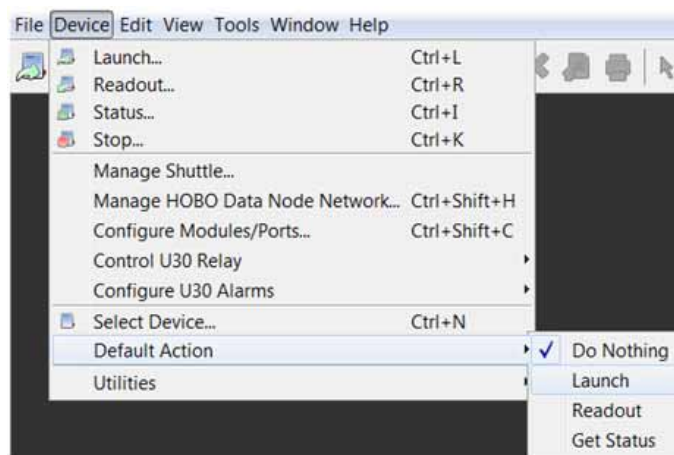 File Device Edit View Tools Window Help
Launch... Ctrl+L
Readout... Ctrl+R
Status... Ctrl+I
Stop... Ctrl+K
Manage Shuttle...
Manage HOBO Data Node Network... Ctrl+Shift+H
Configure Modules/Ports... Ctrl+Shift+C
Control U30 Relay
Configure U30 Alarms
Select Device... Ctrl+N
Default Action
Utilities
Do Nothing
Launch
Readout
Get Status